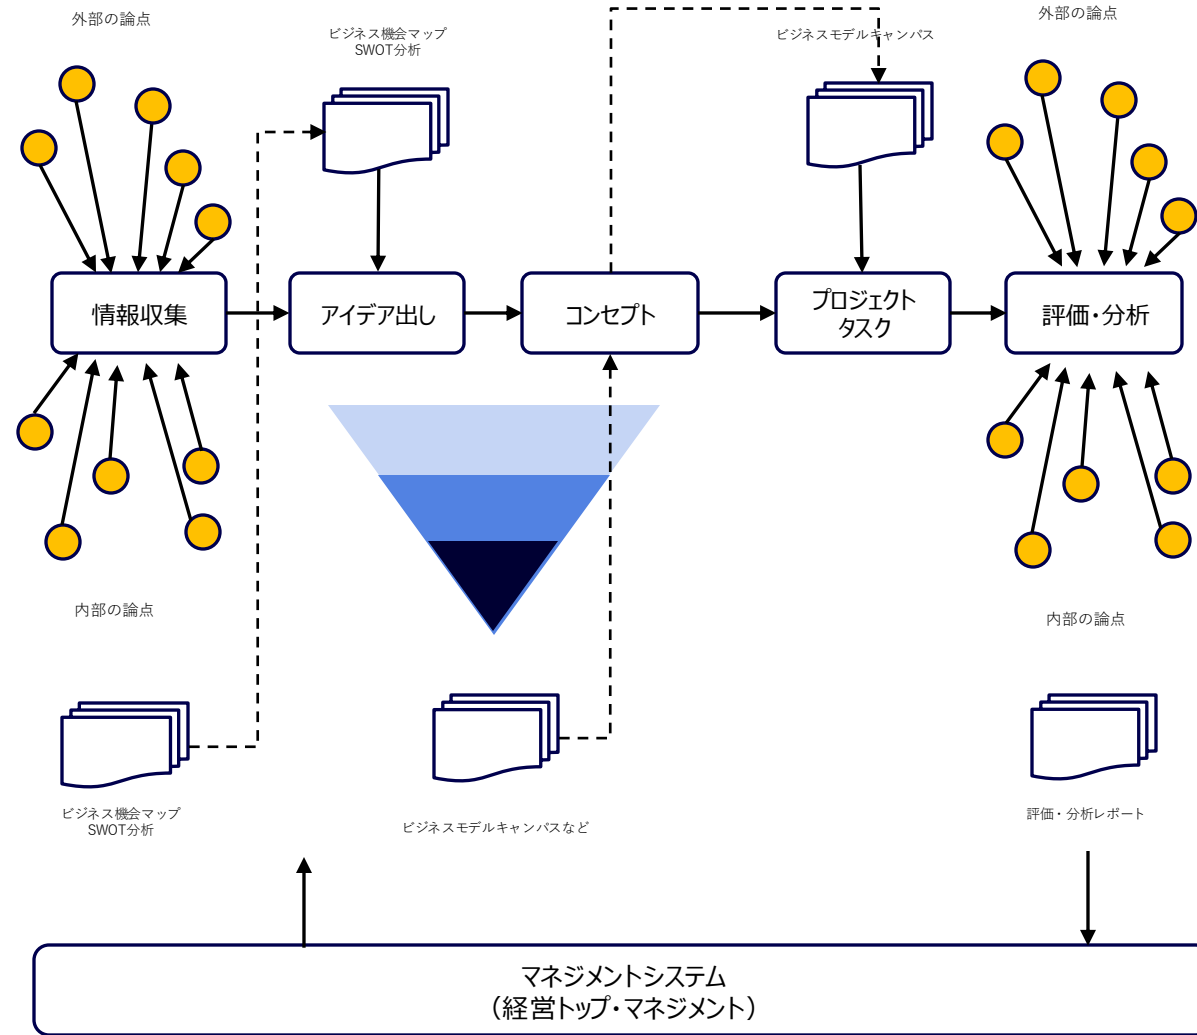 外部の論点
ビジネス機会マップ
SWOT分析
ビジネスモデルキャンパス
外部の論点
情報収集
アイデア出し
コンセプト
プロジェクト
タスク
評価・分析
内部の論点
内部の論点
ビジネス機会マップ
SWOT分析
ビジネスモデルキャンパスなど
評価・分析レポート
マネジメントシステム
（経営トップ・マネジメント）